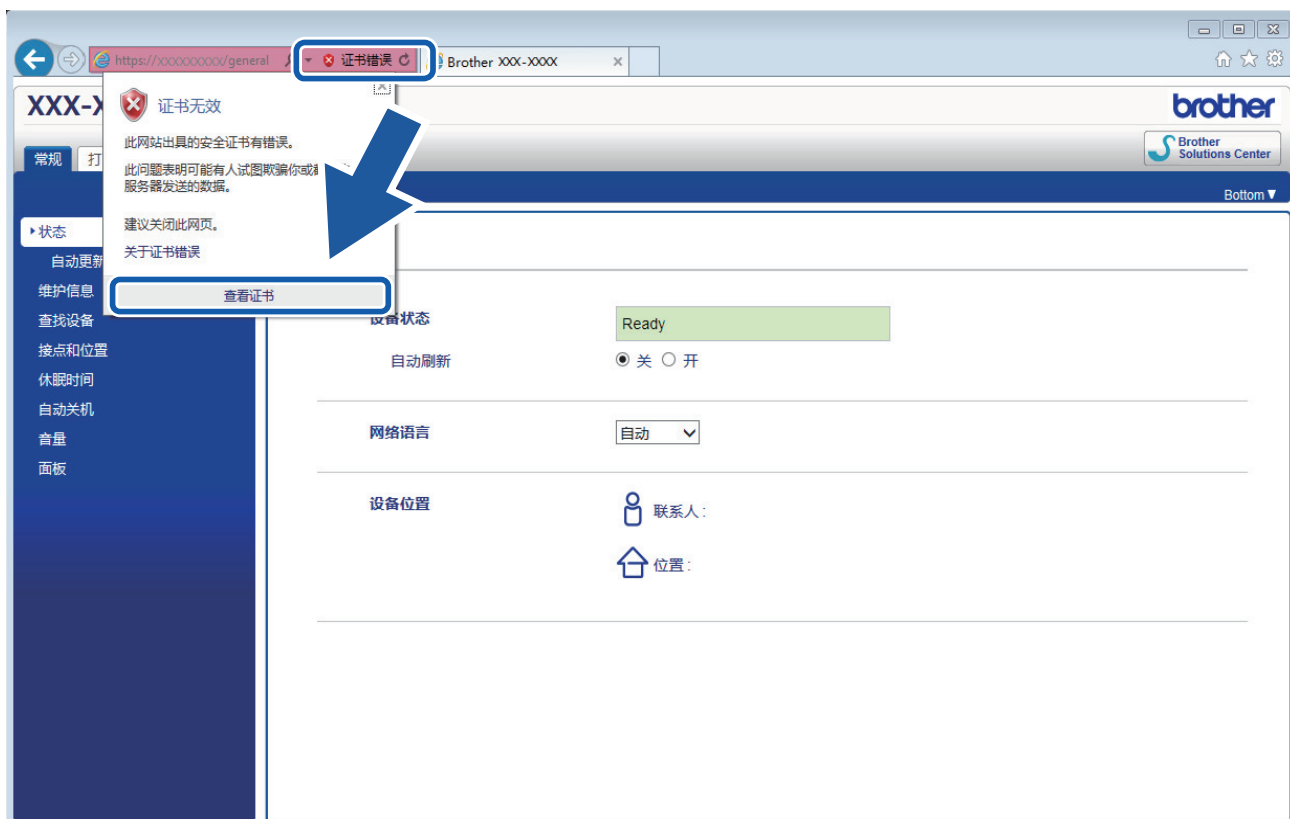 https://xxxxxxxxxx/general
证书错误
Brother XXX-XXXX
XXX-X
brother
证书无效
此网站出具的安全证书有错误。
此问题表明可能有人试图欺骗你或
服务器发送的数据。
建议关闭此网页。
关于证书错误
查看证书
常规
打
Brother
Solutions Center
Bottom▼
状态
自动更新
维护信息
查找设备
接点和位置
休眠时间
自动关机
音量
面板
设备状态
Ready
自动刷新
关 开
网络语言
自动
设备位置
联系人:
位置: